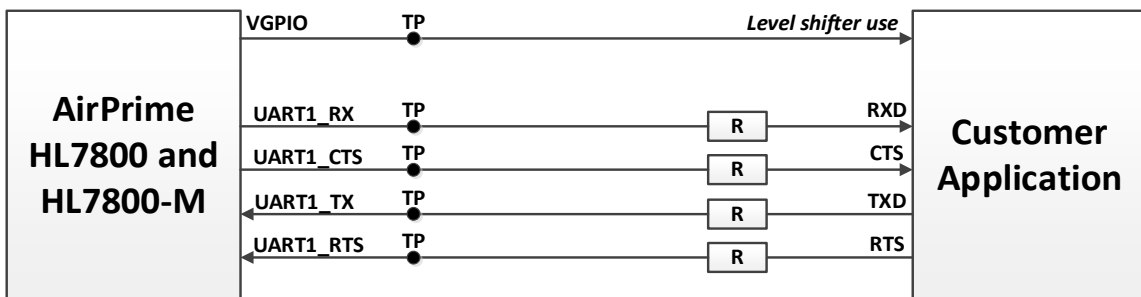 VGPIO TP Level shifter use
AirPrime
HL7800 and
HL7800-M
UART1_RX TP R RXD
UART1_CTS TP R CTS
UART1_TX TP R TXD
UART1_RTS TP R RTS
Customer
Application